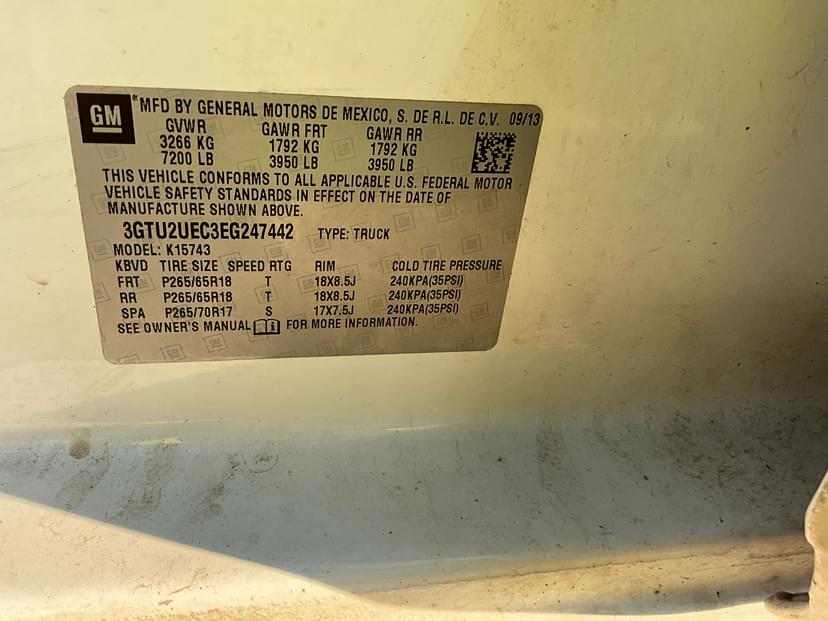 GM *MFD BY GENERAL MOTORS DE MEXICO, S. DE R.L. DE C.V. 09/13
GVWR GAWR FRT GAWR RR
3266 KG 1792 KG 1792 KG
7200 LB 3950 LB 3950 LB
THIS VEHICLE CONFORMS TO ALL APPLICABLE U.S. FEDERAL MOTOR
VEHICLE SAFETY STANDARDS IN EFFECT ON THE DATE OF
MANUFACTURE SHOWN ABOVE.
3GTU2UEC3EG247442 TYPE: TRUCK
MODEL: K15743
KBVD TIRE SIZE SPEED RTG RIM COLD TIRE PRESSURE
FRT P265/65R18 T 18X8.5J 240KPA(35PSI)
RR P265/65R18 T 18X8.5J 240KPA(35PSI)
SPA P265/70R17 S 17X7.5J 240KPA(35PSI)
SEE OWNER'S MANUAL i FOR MORE INFORMATION.